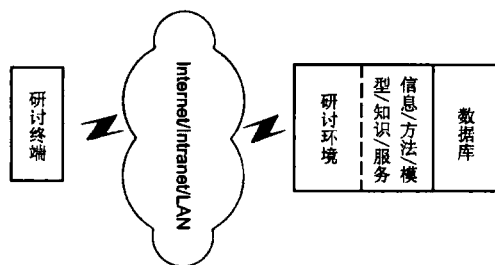 研讨终端
Internet/Intranet/LAN
研讨环境
信息/方法/模
型/知识/服务
数据库